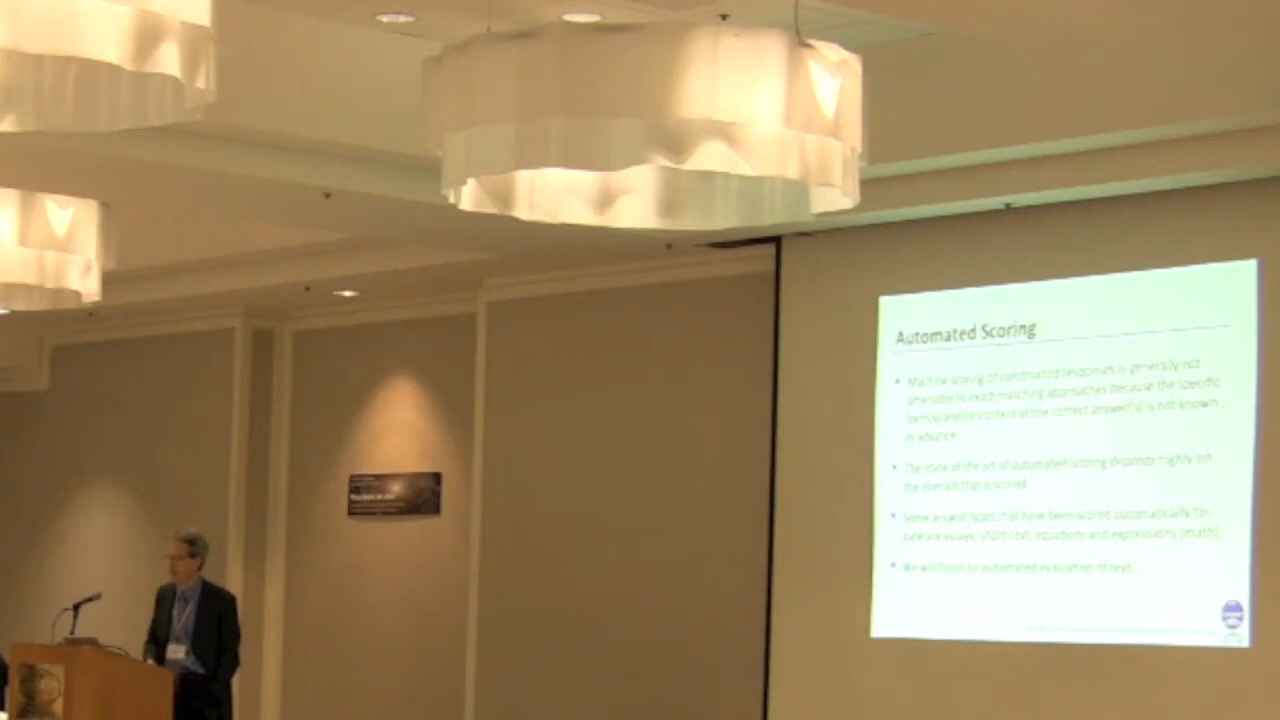 Automated Scoring
• Machine scoring of constructed responses is generally not
amenable to exact matching approaches because the specific
form(s) and/or content of the correct answer(s) is not known
in advance.
• The state of the art of automated scoring depends highly on
the domain that is scored.
• Some answer types that have been scored automatically to-
date are essays, short text, equations and expressions (math).
• We will focus on automated evaluation of text.